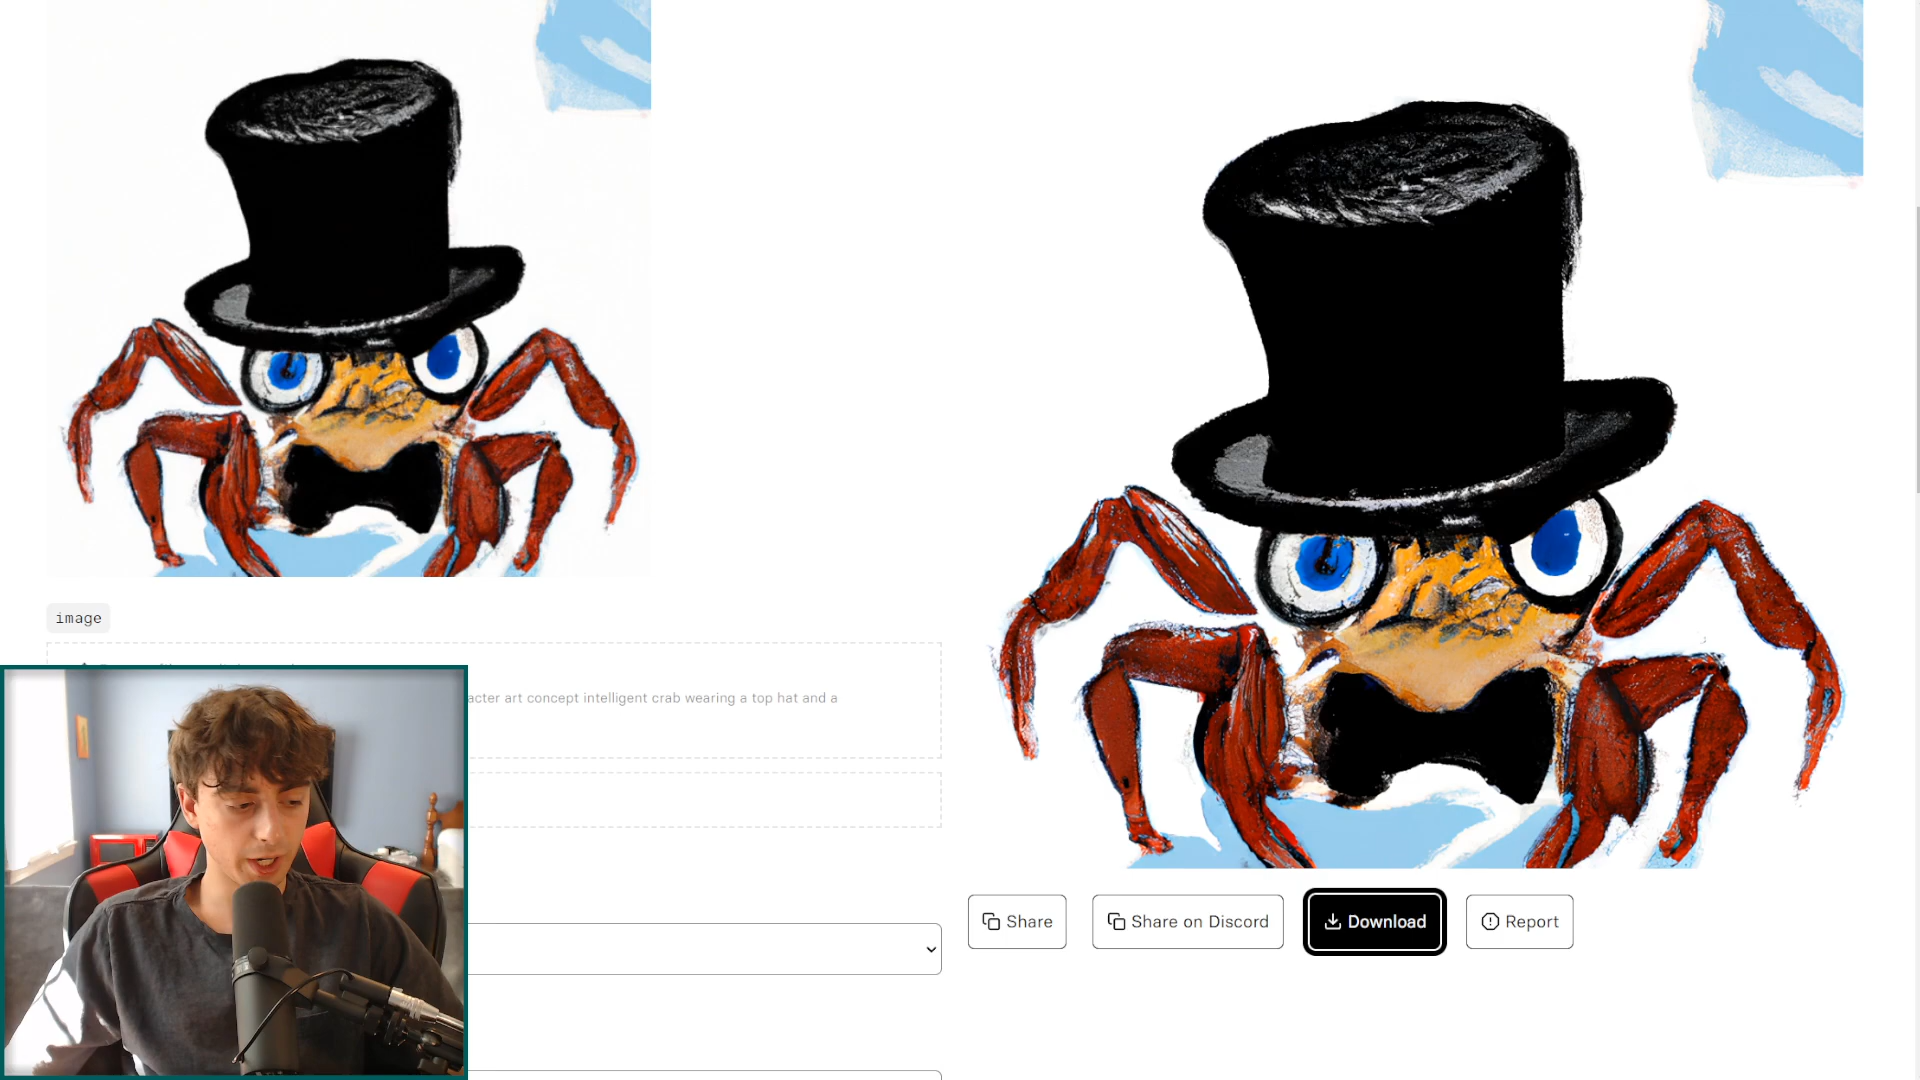 image
acter art concept intelligent crab wearing a top hat and a
Share
Share on Discord
Download
Report